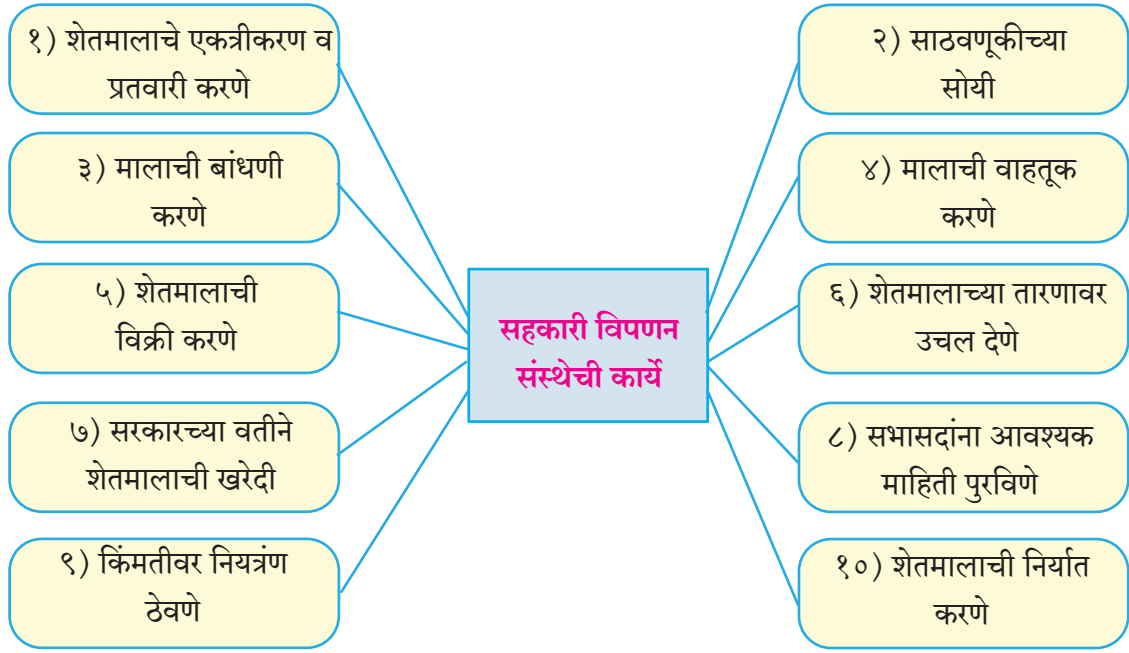 १) शेतमालाचे एकत्रीकरण व
प्रतवारी करणे
२) साठवणूकीच्या
सोयी
३) मालाची बांधणी
करणे
४) मालाची वाहतूक
करणे
५) शेतमालाची
विक्री करणे
६) शेतमालाच्या तारणावर
उचल देणे
सहकारी विपणन
संस्थेची कार्ये
७) सरकारच्या वतीने
शेतमालाची खरेदी
८) सभासदांना आवश्यक
माहिती पुरविणे
९) किंमतीवर नियत्रंण
ठेवणे
१०) शेतमालाची निर्यात
करणे